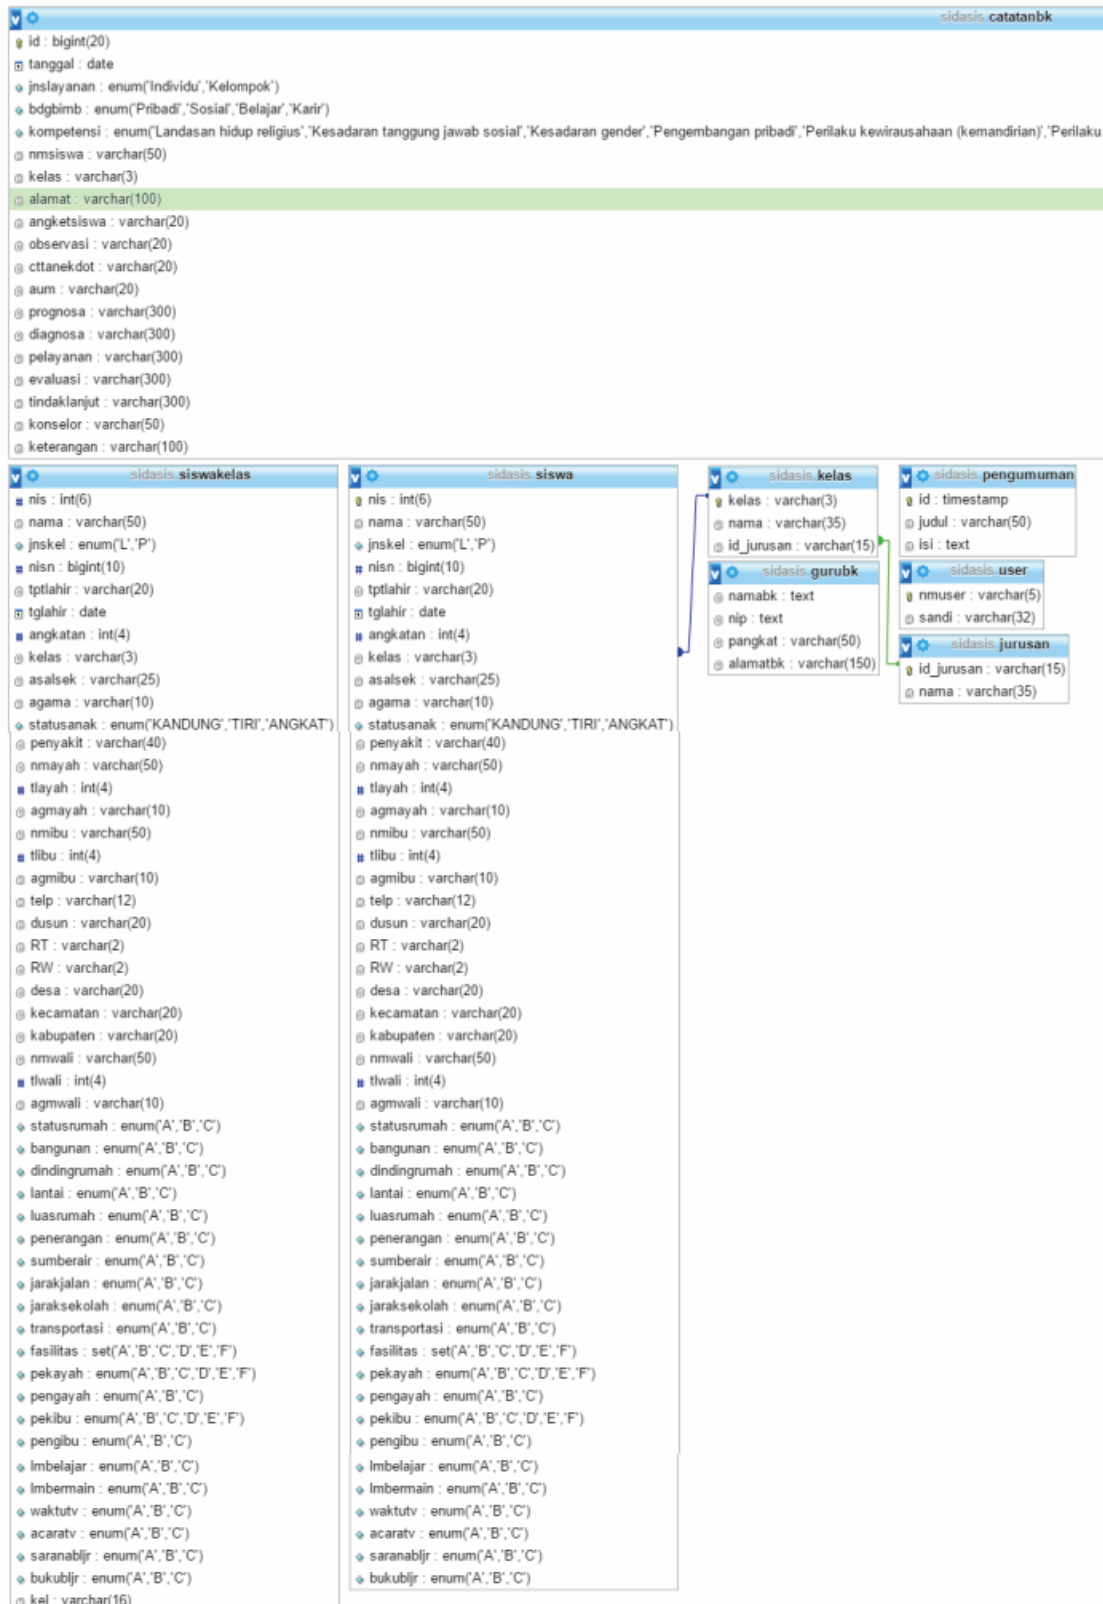 sidasis catatanbk
id : bigint(20)
tanggal : date
jnslayanan : enum('Individu','Kelompok')
bdgbimb : enum('Pribadi','Sosial','Belajar','Karir')
kompetensi : enum('Landasan hidup religius','Kesadaran tanggung jawab sosial','Kesadaran gender','Pengembangan pribadi','Perilaku kewirausahaan (kemandirian)','Perilaku
nmsiswa : varchar(50)
kelas : varchar(3)
alamat : varchar(100)
angketsiswa : varchar(20)
observasi : varchar(20)
cttanekdot : varchar(20)
aum : varchar(20)
prognosa : varchar(300)
diagnosa : varchar(300)
pelayanan : varchar(300)
evaluasi : varchar(300)
tindaklanjut : varchar(300)
konselor : varchar(50)
keterangan : varchar(100)
sidasis siswakelas
nis : int(6)
nama : varchar(50)
jnskel : enum('L','P')
nisn : bigint(10)
tptlahir : varchar(20)
tglahir : date
angkatan : int(4)
kelas : varchar(3)
asalsek : varchar(25)
agama : varchar(10)
statusanak : enum('KANDUNG','TIRI','ANGKAT')
penyakit : varchar(40)
nmayah : varchar(50)
tlayah : int(4)
agmayah : varchar(10)
nmibu : varchar(50)
tlibu : int(4)
agmibu : varchar(10)
telp : varchar(12)
dusun : varchar(20)
RT : varchar(2)
RW : varchar(2)
desa : varchar(20)
kecamatan : varchar(20)
kabupaten : varchar(20)
nmwali : varchar(50)
tlwali : int(4)
agmwali : varchar(10)
statusrumah : enum('A','B','C')
bangunan : enum('A','B','C')
dindingrumah : enum('A','B','C')
lantai : enum('A','B','C')
luasrumah : enum('A','B','C')
penerangan : enum('A','B','C')
sumberair : enum('A','B','C')
jarakjalan : enum('A','B','C')
jaraksekolah : enum('A','B','C')
transportasi : enum('A','B','C')
fasilitas : set('A','B','C','D','E','F')
pekayah : enum('A','B','C','D','E','F')
pengayah : enum('A','B','C')
pekibu : enum('A','B','C','D','E','F')
pengibu : enum('A','B','C')
lmbelajar : enum('A','B','C')
lmbermain : enum('A','B','C')
waktutv : enum('A','B','C')
acaratv : enum('A','B','C')
saranabljr : enum('A','B','C')
bukubljr : enum('A','B','C')
kel : varchar(16)
sidasis siswa
nis : int(6)
nama : varchar(50)
jnskel : enum('L','P')
nisn : bigint(10)
tptlahir : varchar(20)
tglahir : date
angkatan : int(4)
kelas : varchar(3)
asalsek : varchar(25)
agama : varchar(10)
statusanak : enum('KANDUNG','TIRI','ANGKAT')
penyakit : varchar(40)
nmayah : varchar(50)
tlayah : int(4)
agmayah : varchar(10)
nmibu : varchar(50)
tlibu : int(4)
agmibu : varchar(10)
telp : varchar(12)
dusun : varchar(20)
RT : varchar(2)
RW : varchar(2)
desa : varchar(20)
kecamatan : varchar(20)
kabupaten : varchar(20)
nmwali : varchar(50)
tlwali : int(4)
agmwali : varchar(10)
statusrumah : enum('A','B','C')
bangunan : enum('A','B','C')
dindingrumah : enum('A','B','C')
lantai : enum('A','B','C')
luasrumah : enum('A','B','C')
penerangan : enum('A','B','C')
sumberair : enum('A','B','C')
jarakjalan : enum('A','B','C')
jaraksekolah : enum('A','B','C')
transportasi : enum('A','B','C')
fasilitas : set('A','B','C','D','E','F')
pekayah : enum('A','B','C','D','E','F')
pengayah : enum('A','B','C')
pekibu : enum('A','B','C','D','E','F')
pengibu : enum('A','B','C')
lmbelajar : enum('A','B','C')
lmbermain : enum('A','B','C')
waktutv : enum('A','B','C')
acaratv : enum('A','B','C')
saranabljr : enum('A','B','C')
bukubljr : enum('A','B','C')
sidasis kelas
kelas : varchar(3)
nama : varchar(35)
id_jurusan : varchar(15)
sidasis gurubk
namabk : text
nip : text
pangkat : varchar(50)
alamatbk : varchar(150)
sidasis pengumuman
id : timestamp
judul : varchar(50)
isi : text
sidasis user
nmuser : varchar(5)
sandi : varchar(32)
sidasis jurusan
id_jurusan : varchar(15)
nama : varchar(35)